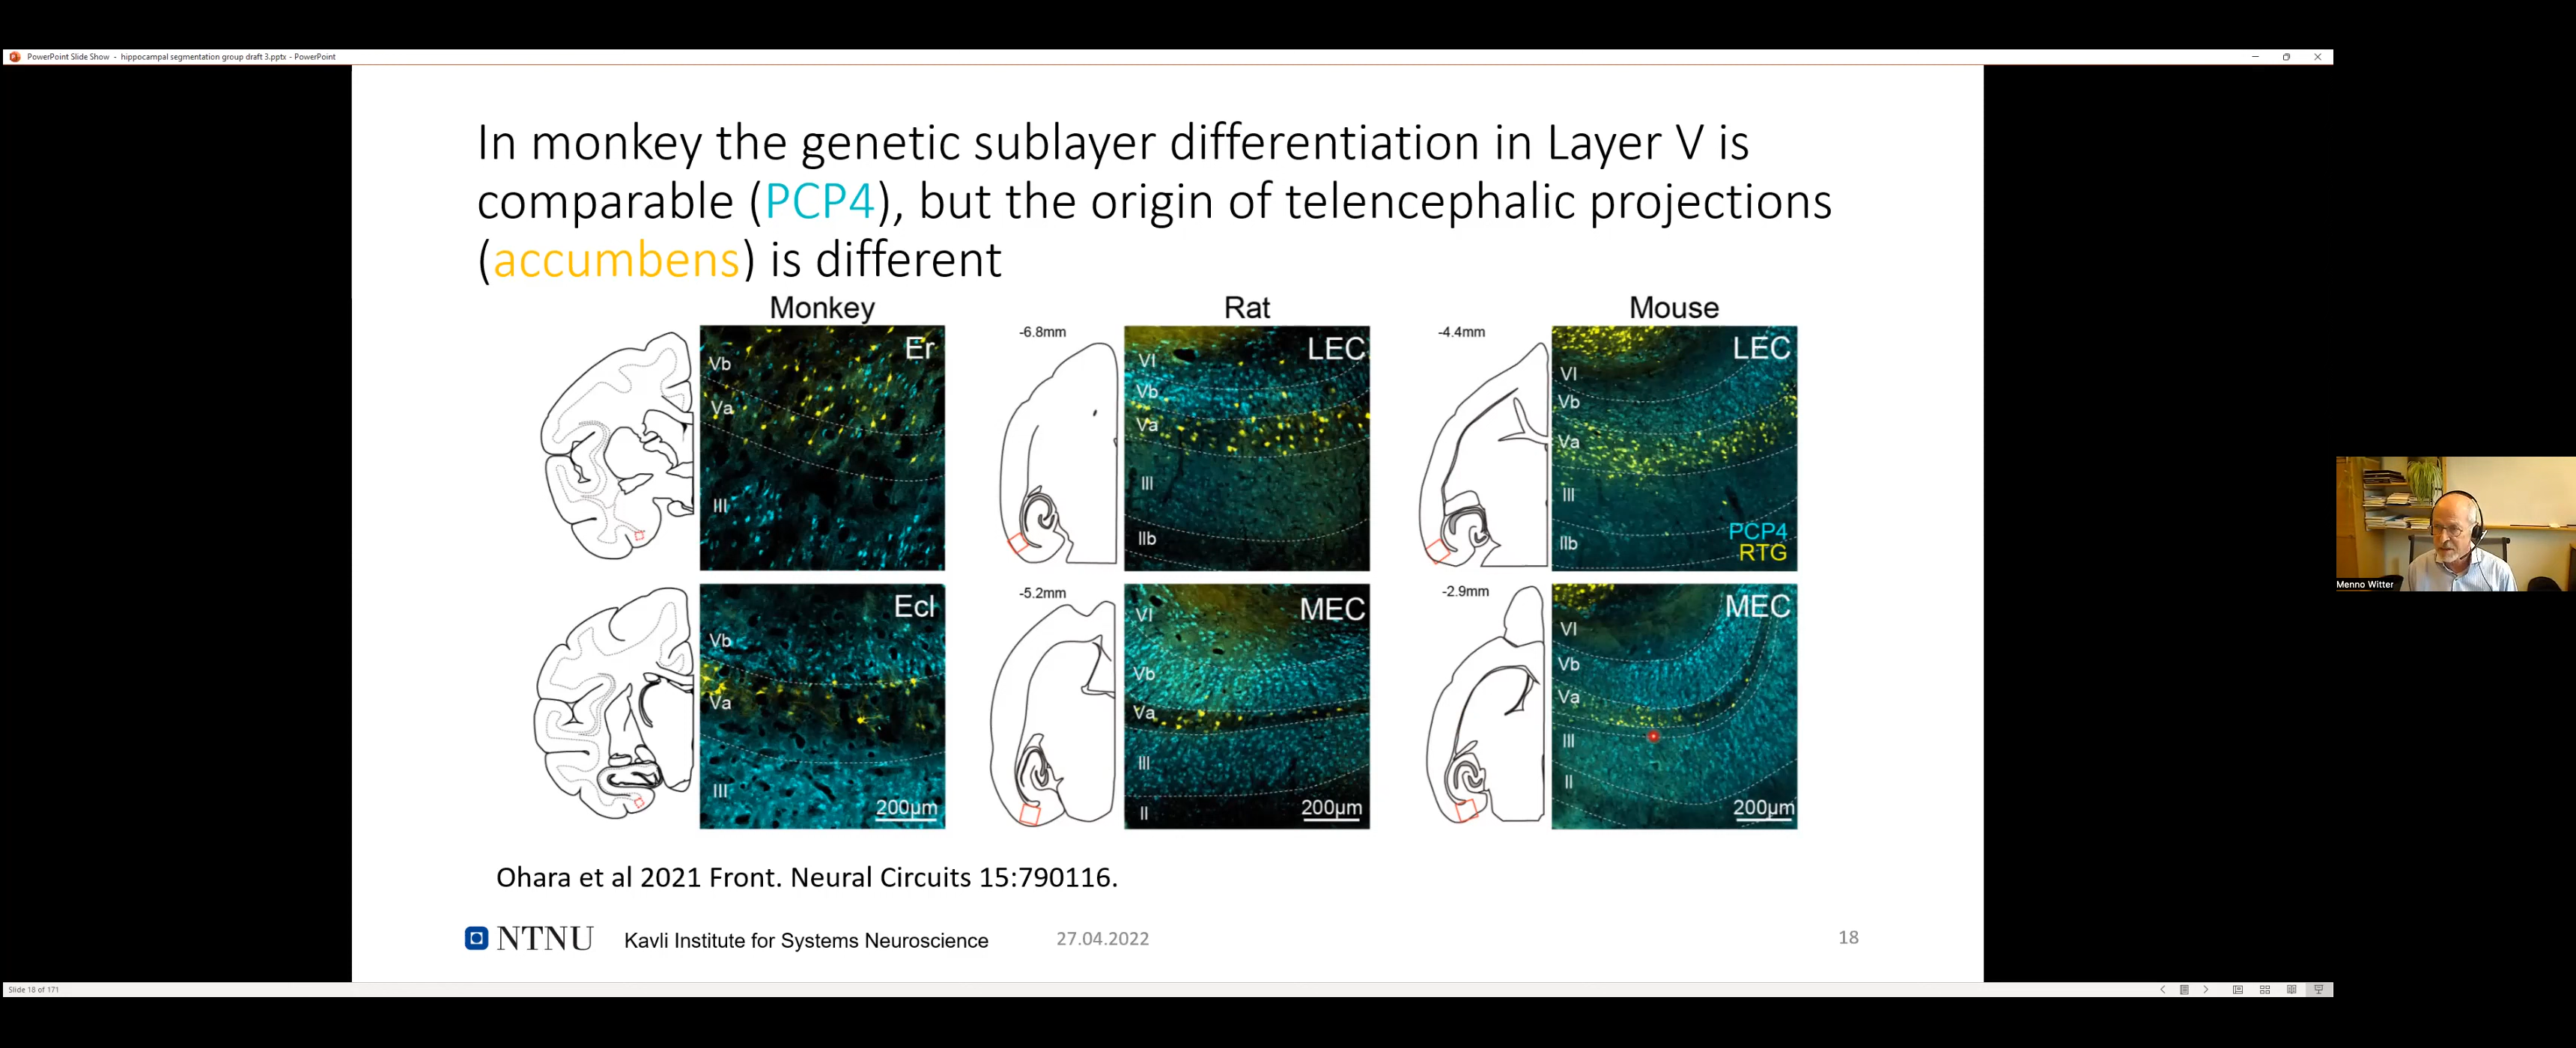 PowerPoint Slide Show - hippocampal segmentation group draft 3.pptx - PowerPoint
In monkey the genetic sublayer differentiation in Layer V is
comparable (PCP4), but the origin of telencephalic projections
(accumbens) is different
Monkey
Er
Vb
Va
III
Ecl
Vb
Va
III
200µm
Rat
-6.8mm
LEC
VI
Vb
Va
III
IIb
-5.2mm
MEC
VI
Vb
Va
III
II
200µm
Mouse
-4.4mm
LEC
VI
Vb
Va
III
IIb
PCP4
RTG
-2.9mm
MEC
VI
Vb
Va
III
II
200µm
Ohara et al 2021 Front. Neural Circuits 15:790116.
NTNU
Kavli Institute for Systems Neuroscience
27.04.2022
18
Menno Witter
Slide 18 of 171